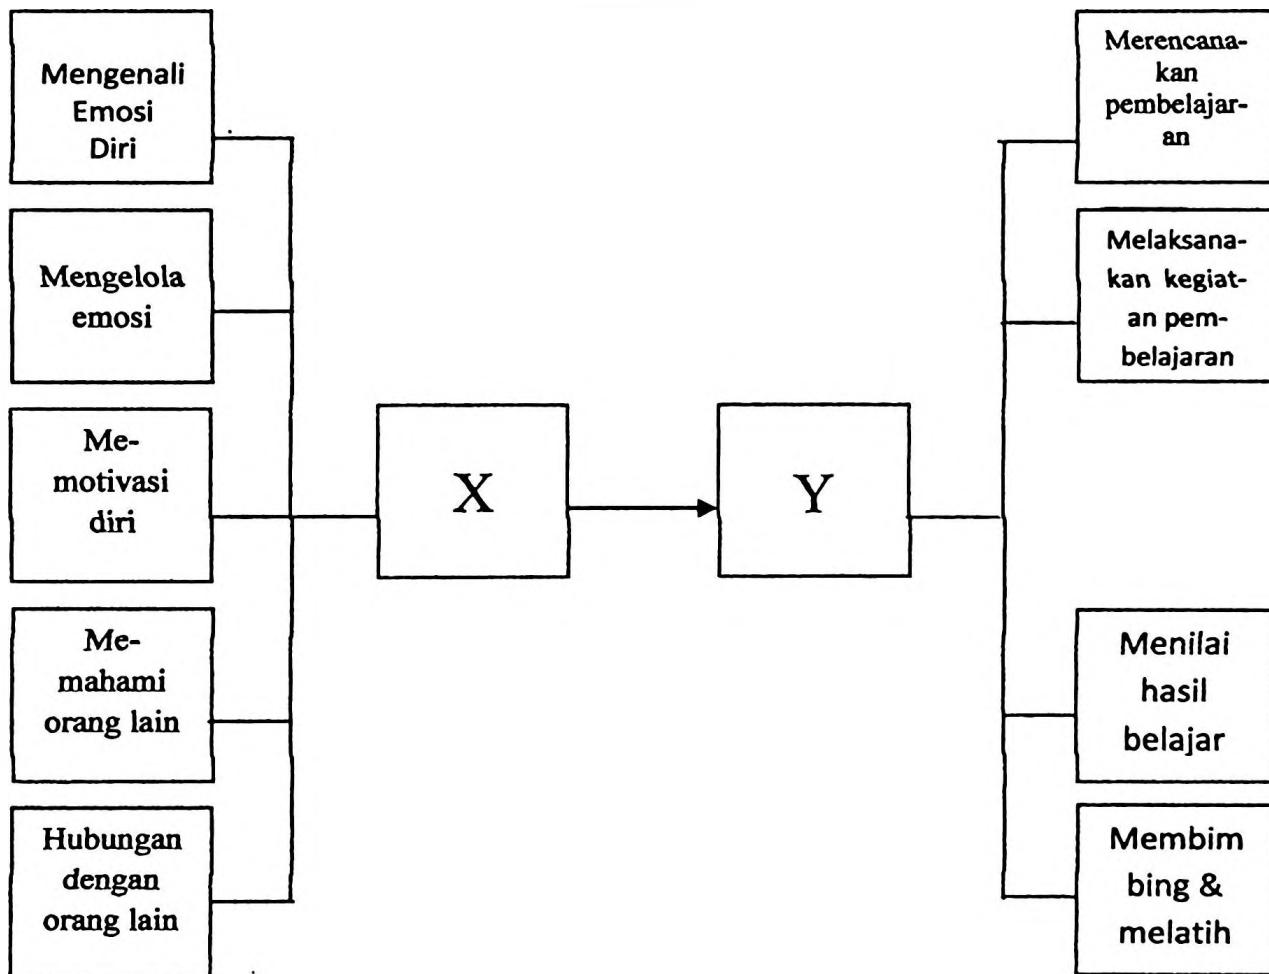 Mengenali
Emosi
Diri
Mengelola
emosi
Me-
motivasi
diri
Me-
mahami
orang lain
Hubungan
dengan
orang lain
X
Y
Merencana-
kan
pembelajar-
an
Melaksana-
kan kegiat-
an pem-
belajaran
Menilai
hasil
belajar
Membim
bing &
melatih